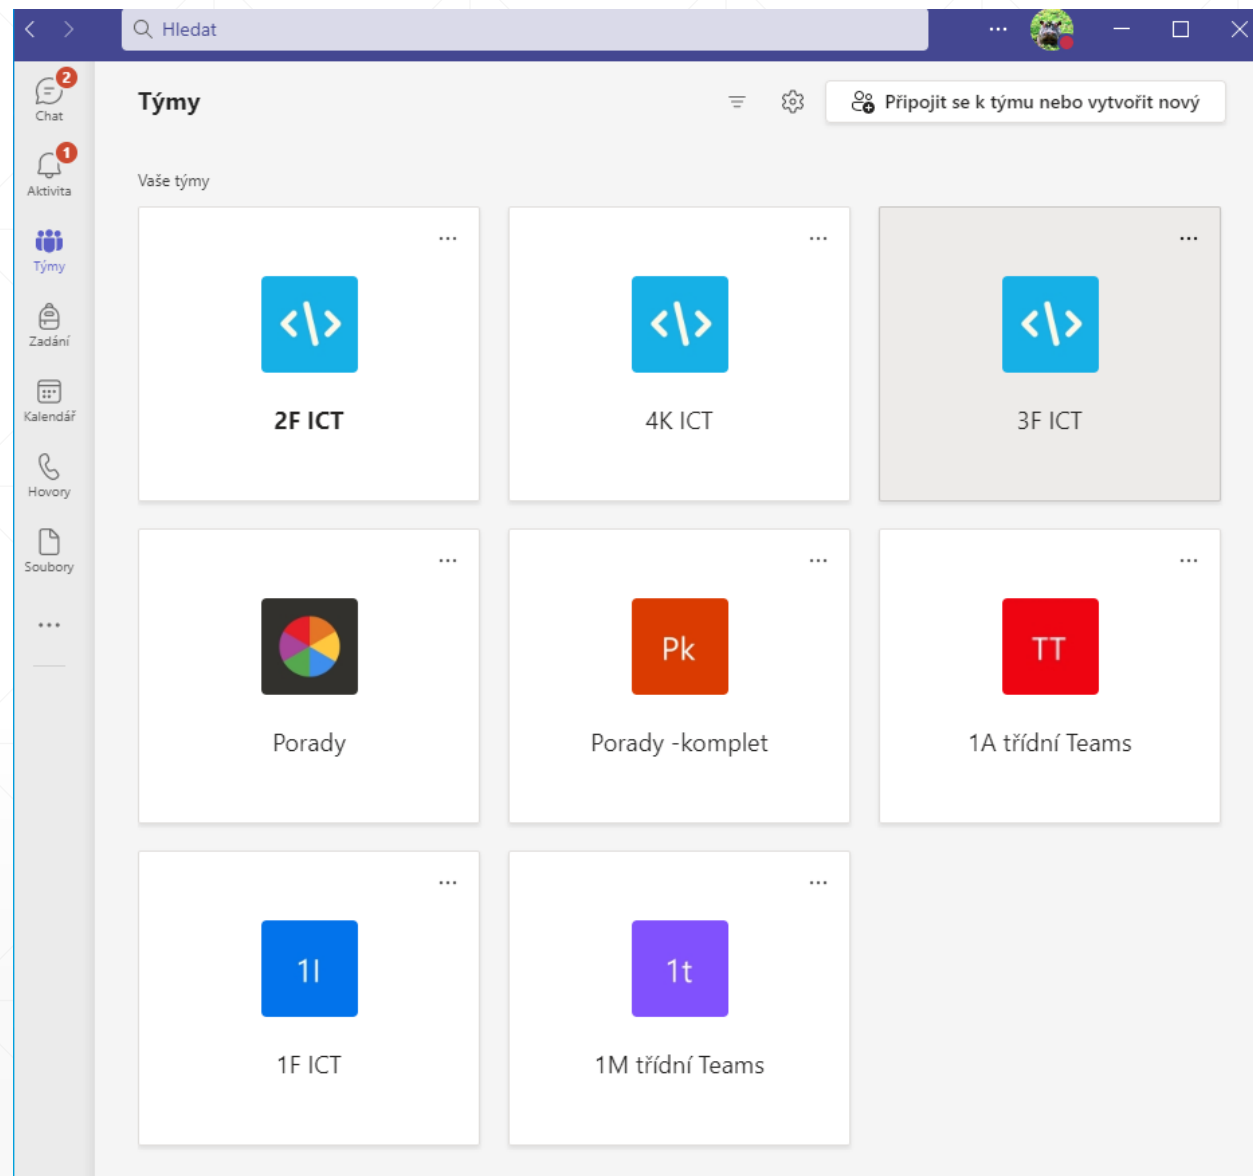 Hledat
2
Chat
1
Aktivita
Týmy
Zadání
Kalendář
Hovory
Soubory
Týmy
Připojit se k týmu nebo vytvořit nový
Vaše týmy
2F ICT
4K ICT
3F ICT
Porady
Pk
Porady -komplet
TT
1A třídní Teams
1I
1F ICT
1t
1M třídní Teams